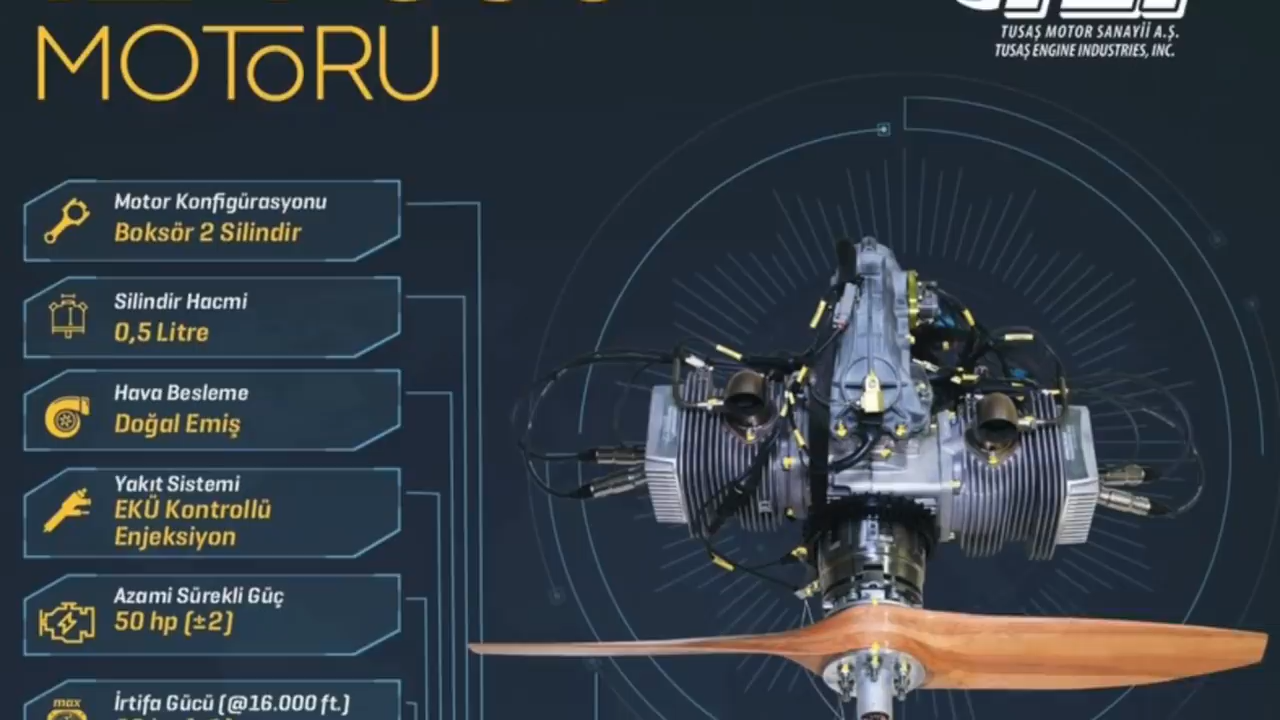 MOTORU
TUSAŞ MOTOR SANAYİİ A.Ş.
TUSAŞ ENGINE INDUSTRIES, INC.
Motor Konfigürasyonu
Boksör 2 Silindir
Silindir Hacmi
0,5 Litre
Hava Besleme
Doğal Emiş
Yakıt Sistemi
EKÜ Kontrollü
Enjeksiyon
Azami Sürekli Güç
50 hp (±2)
max
İrtifa Gücü (@16.000 ft.)